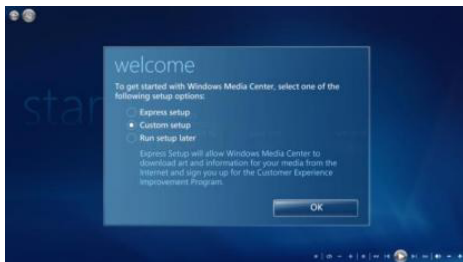 welcome
To get started with Windows Media Center, select one of the
following setup options:
Express setup
Custom setup
Run setup later
Express Setup will allow Windows Media Center to
download art and information for your media from the
Internet and sign you up for the Customer Experience
Improvement Program.
OK
star